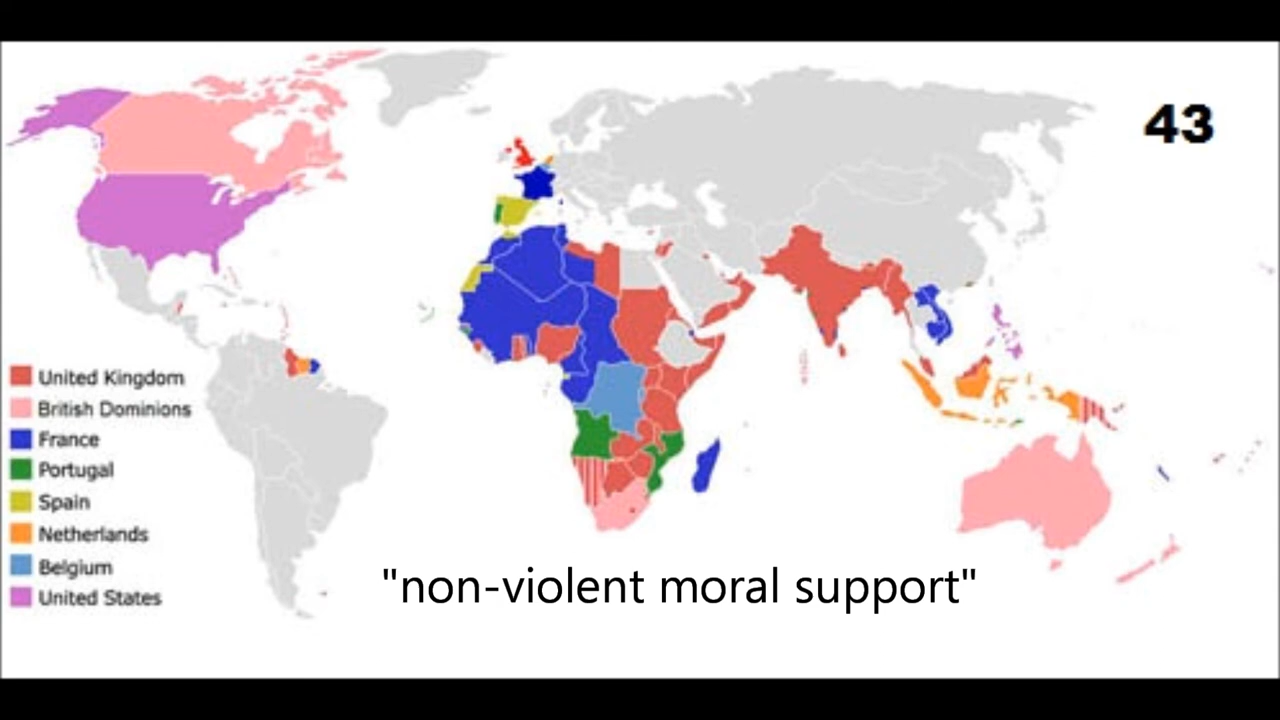 43
United Kingdom
British Dominions
France
Portugal
Spain
Netherlands
Belgium
United States
"non-violent moral support"